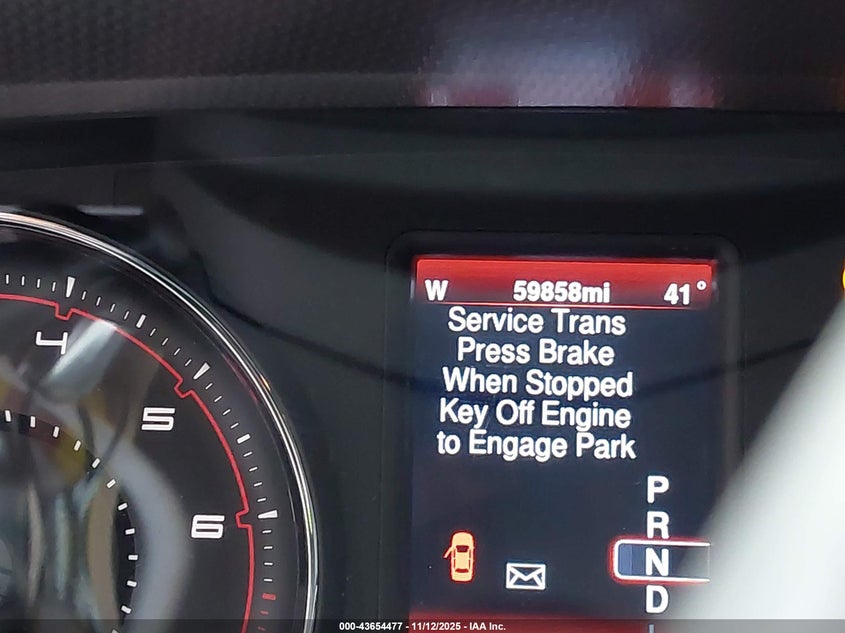 W 59858mi 41°
Service Trans
Press Brake
When Stopped
Key Off Engine
to Engage Park
P
R
N
D
4
5
6
000-43654477 - 11/12/2025 - IAA Inc.